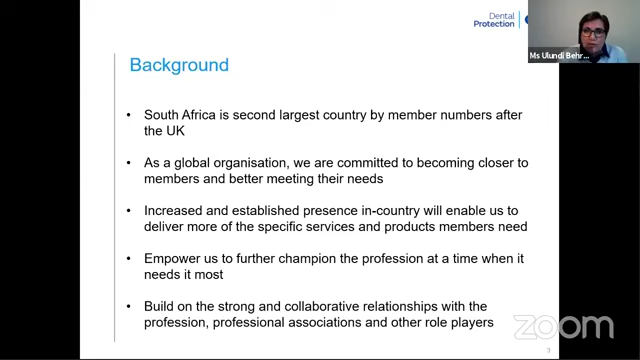 Dental
Protection
Ms Ulundi Behr...
Background
• South Africa is second largest country by member numbers after
the UK
• As a global organisation, we are committed to becoming closer to
members and better meeting their needs
• Increased and established presence in-country will enable us to
deliver more of the specific services and products members need
• Empower us to further champion the profession at a time when it
needs it most
• Build on the strong and collaborative relationships with the
profession, professional associations and other role players
zoom
3